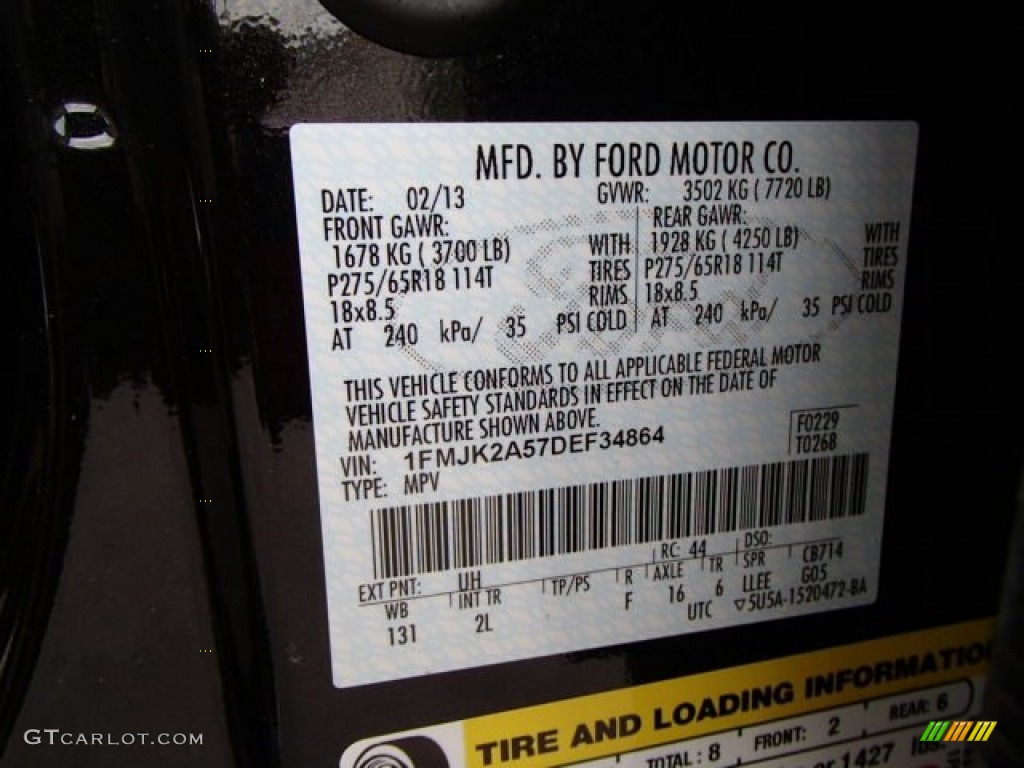 MFD. BY FORD MOTOR CO.
DATE: 02/13 GVWR: 3502 KG ( 7720 LB)
FRONT GAWR: REAR GAWR:
1678 KG ( 3700 LB) WITH 1928 KG ( 4250 LB) WITH
P275/65R18 114T TIRES P275/65R18 114T TIRES
18x8.5 RIMS 18x8.5 RIMS
AT 240 kPa/ 35 PSI COLD AT 240 kPa/ 35 PSI COLD
THIS VEHICLE CONFORMS TO ALL APPLICABLE FEDERAL MOTOR
VEHICLE SAFETY STANDARDS IN EFFECT ON THE DATE OF
MANUFACTURE SHOWN ABOVE.
F0229
VIN: 1FMJK2A57DEF34864
T0268
TYPE: MPV
EXT PNT: UH RC: 44 DSO:
WB INT TR TP/PS R AXLE TR SPR CB714
131 2L F 16 6 LLEE G05
UTC ▽5U5A-1520472-BA
TIRE AND LOADING INFORMATION
TOTAL: 8 FRONT: 2 REAR: 6
or 1427 lbs.
GTCARLOT.COM